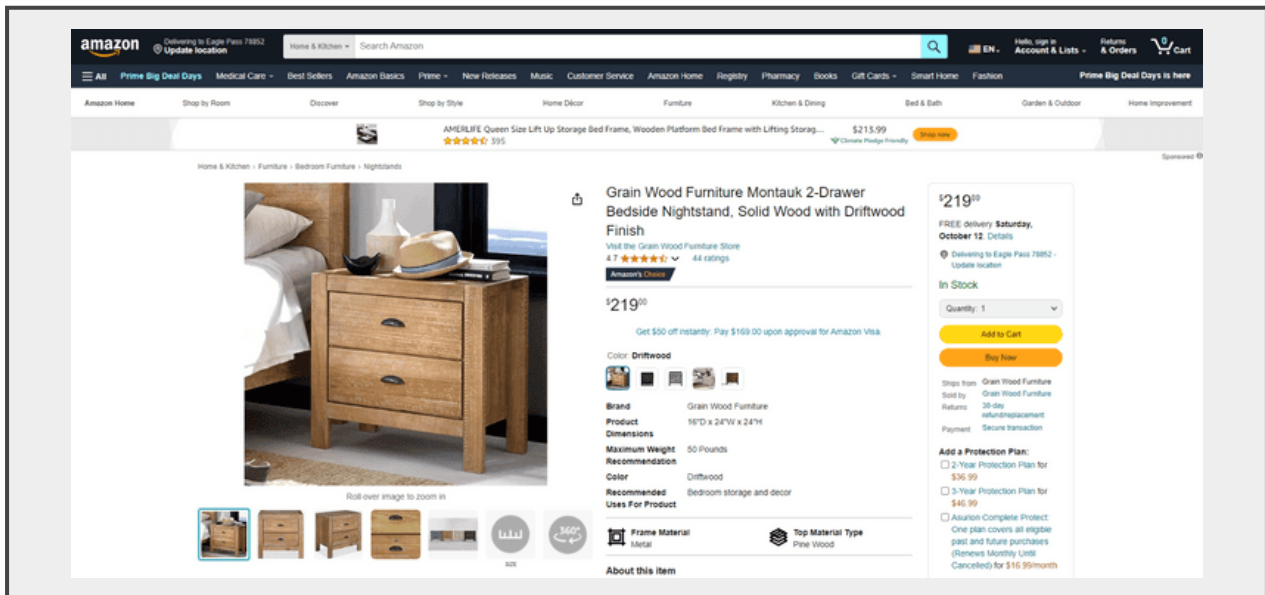 amazon
Delivering to Eagle Pass 78852
Update location
Home & Kitchen
Search Amazon
EN
Hello, sign in
Account & Lists
Returns
& Orders
0
Cart
All
Prime Big Deal Days
Medical Care
Best Sellers
Amazon Basics
Prime
New Releases
Music
Customer Service
Amazon Home
Registry
Pharmacy
Books
Gift Cards
Smart Home
Fashion
Prime Big Deal Days is here
Amazon Home
Shop by Room
Discover
Shop by Style
Home Décor
Furniture
Kitchen & Dining
Bed & Bath
Garden & Outdoor
Home Improvement
AMERLIFE Queen Size Lift Up Storage Bed Frame, Wooden Platform Bed Frame with Lifting Storag...
395
$213.99
Climate Pledge Friendly
Shop now
Sponsored
Home & Kitchen › Furniture › Bedroom Furniture › Nightstands
Roll over image to zoom in
360°
SIZE
Grain Wood Furniture Montauk 2-Drawer
Bedside Nightstand, Solid Wood with Driftwood
Finish
Visit the Grain Wood Furniture Store
4.7
44 ratings
Amazon's Choice
$21900
Get $50 off instantly: Pay $169.00 upon approval for Amazon Visa.
Color: Driftwood
Brand Grain Wood Furniture
Product Dimensions 16"D x 24"W x 24"H
Maximum Weight Recommendation 50 Pounds
Color Driftwood
Recommended Uses For Product Bedroom storage and decor
Frame Material
Metal
Top Material Type
Pine Wood
About this item
$21900
FREE delivery Saturday,
October 12. Details
Delivering to Eagle Pass 78852 -
Update location
In Stock
Quantity: 1
Add to Cart
Buy Now
Ships from Grain Wood Furniture
Sold by Grain Wood Furniture
Returns 30-day
refund/replacement
Payment Secure transaction
Add a Protection Plan:
2-Year Protection Plan for
$36.99
3-Year Protection Plan for
$46.99
Asurion Complete Protect:
One plan covers all eligible
past and future purchases
(Renews Monthly Until
Cancelled) for $16.99/month